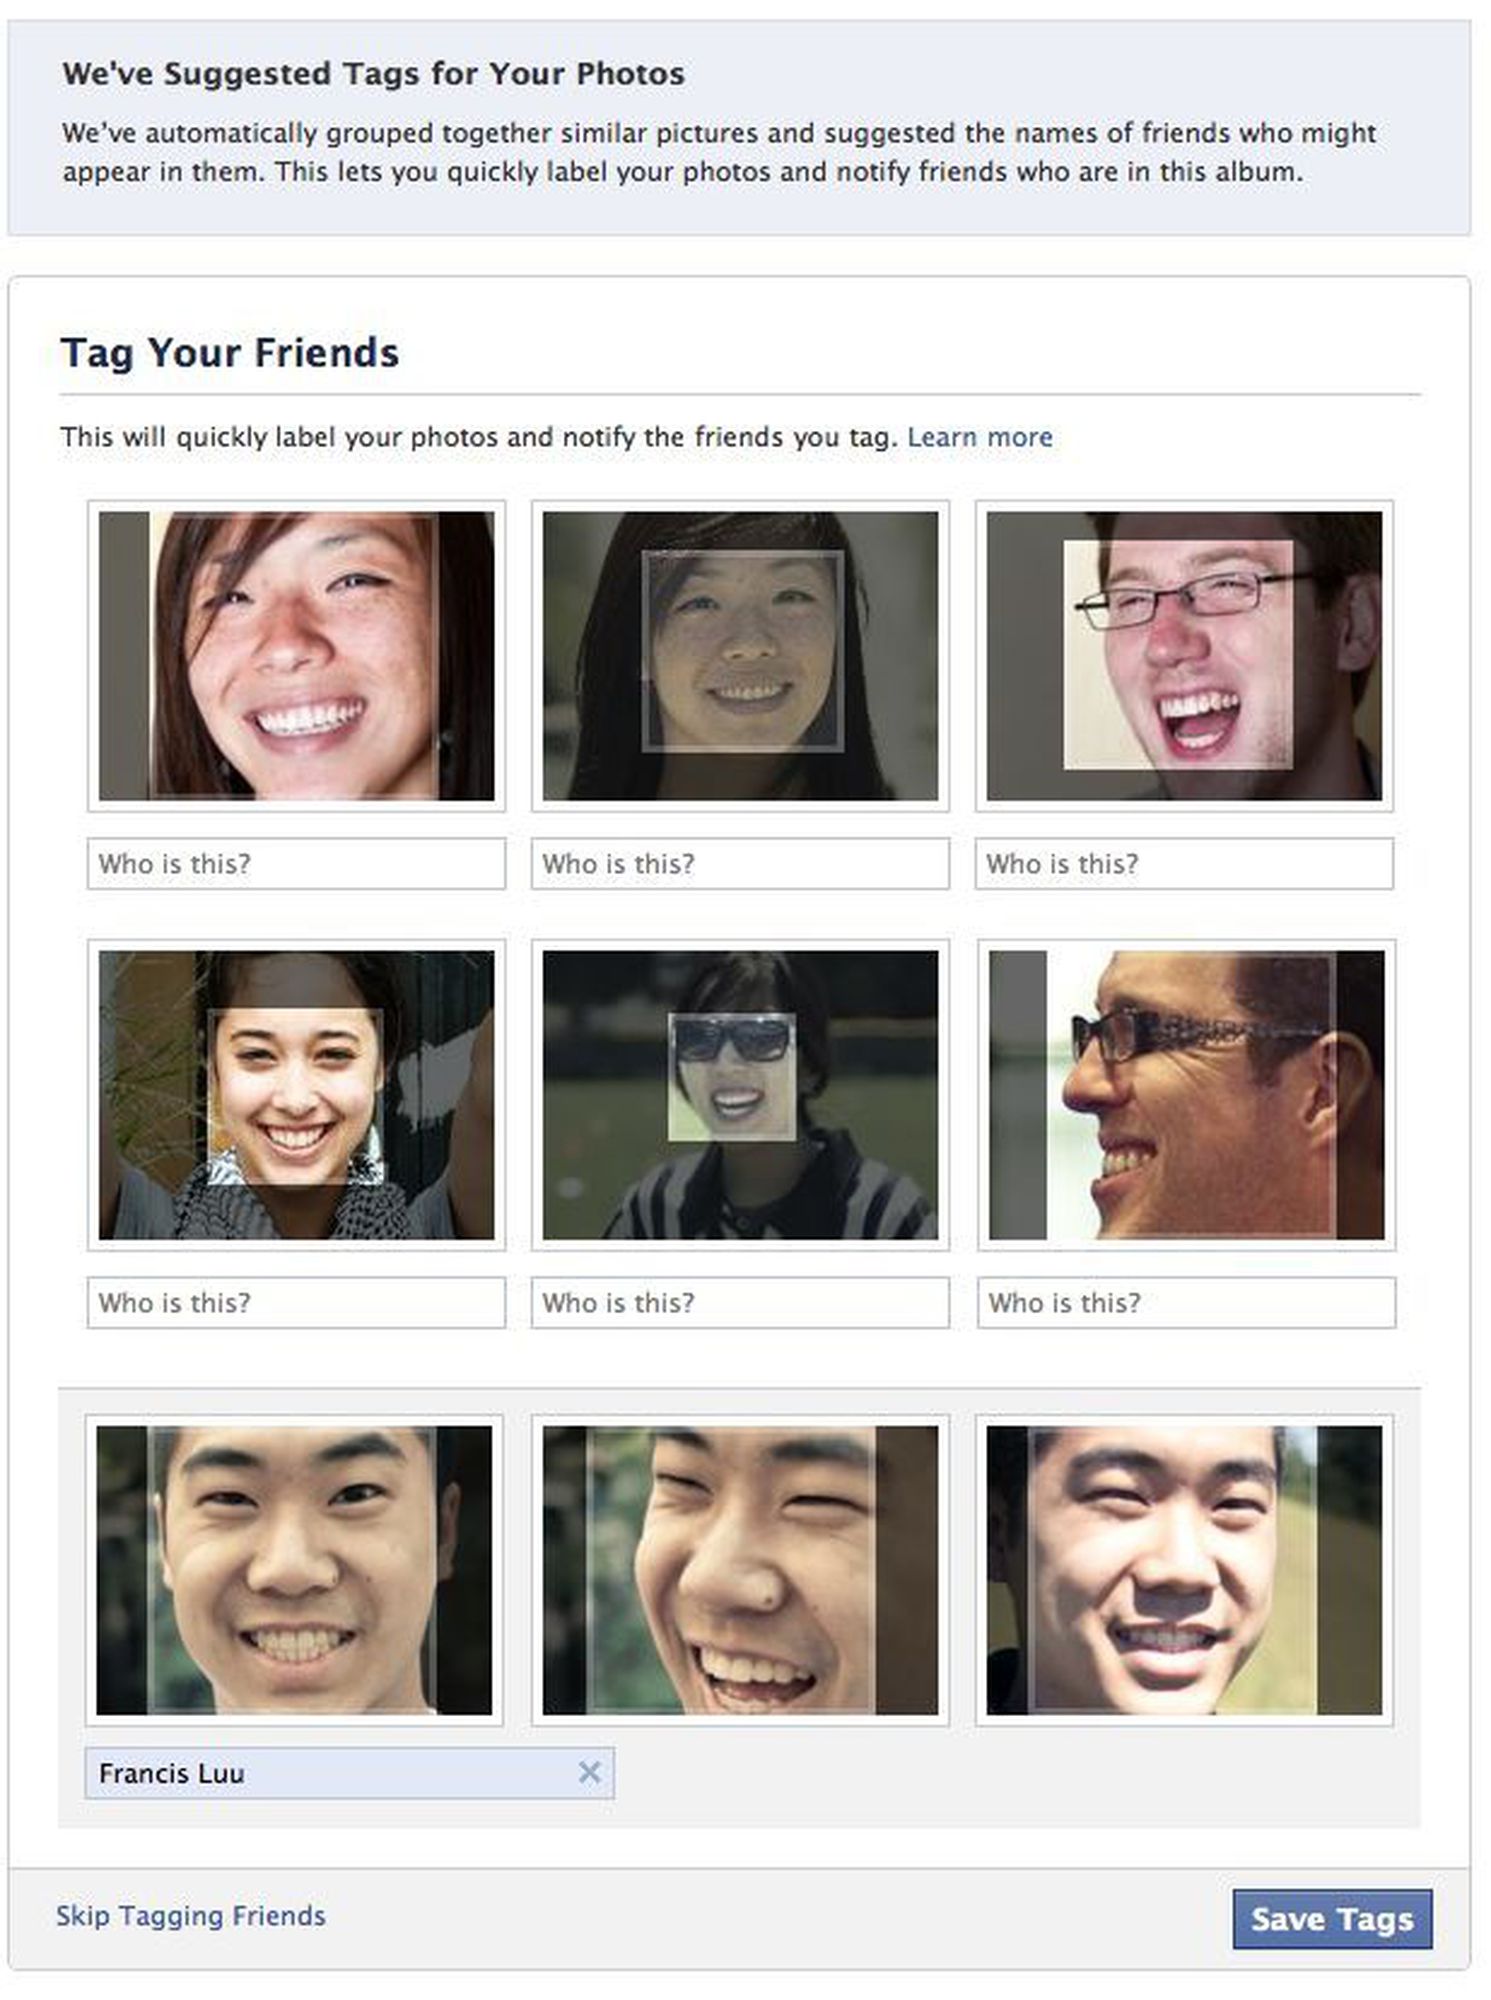 We've Suggested Tags for Your Photos
We've automatically grouped together similar pictures and suggested the names of friends who might
appear in them. This lets you quickly label your photos and notify friends who are in this album.
Tag Your Friends
This will quickly label your photos and notify the friends you tag. Learn more
Who is this? Who is this? Who is this?
Who is this? Who is this? Who is this?
Francis Luu
Skip Tagging Friends Save Tags